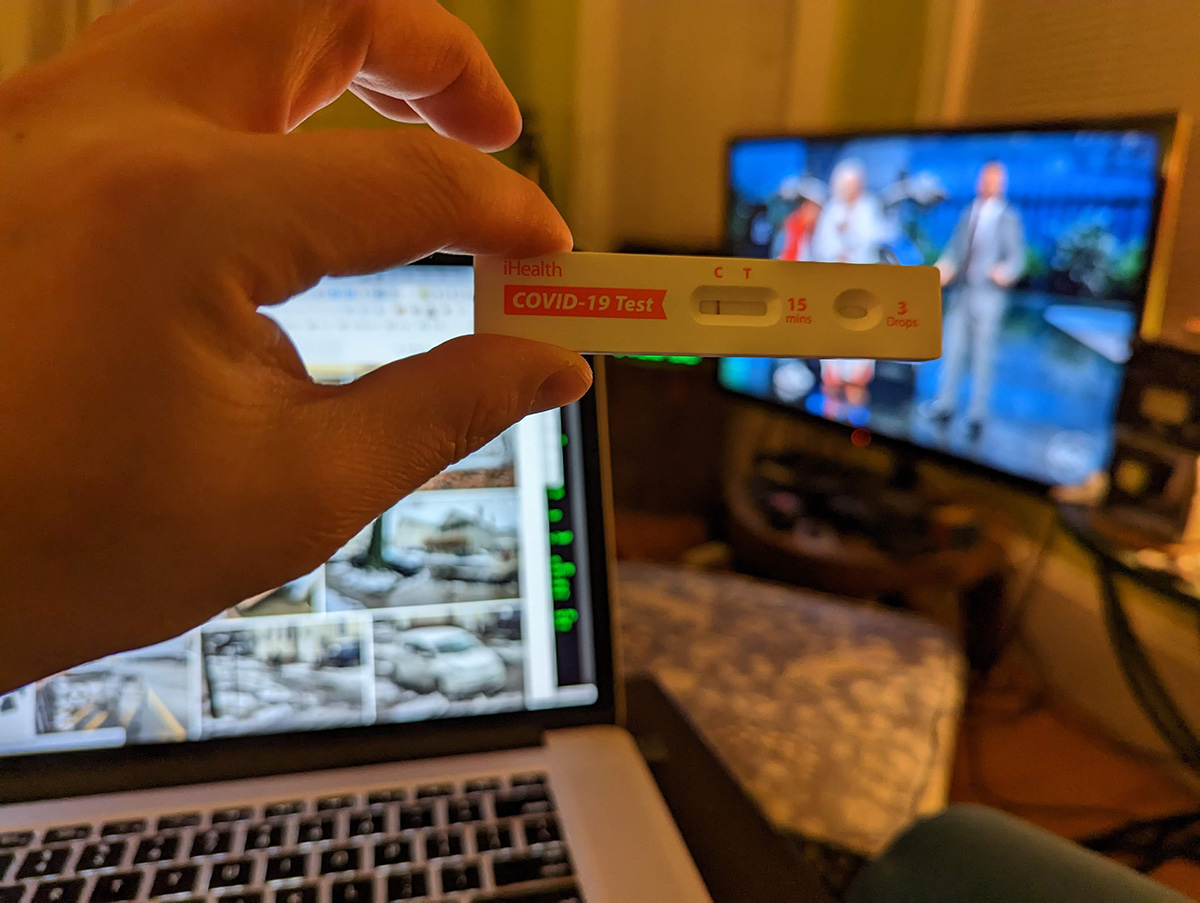 iHealth
COVID-19 Test
C T
15
mins
3
Drops